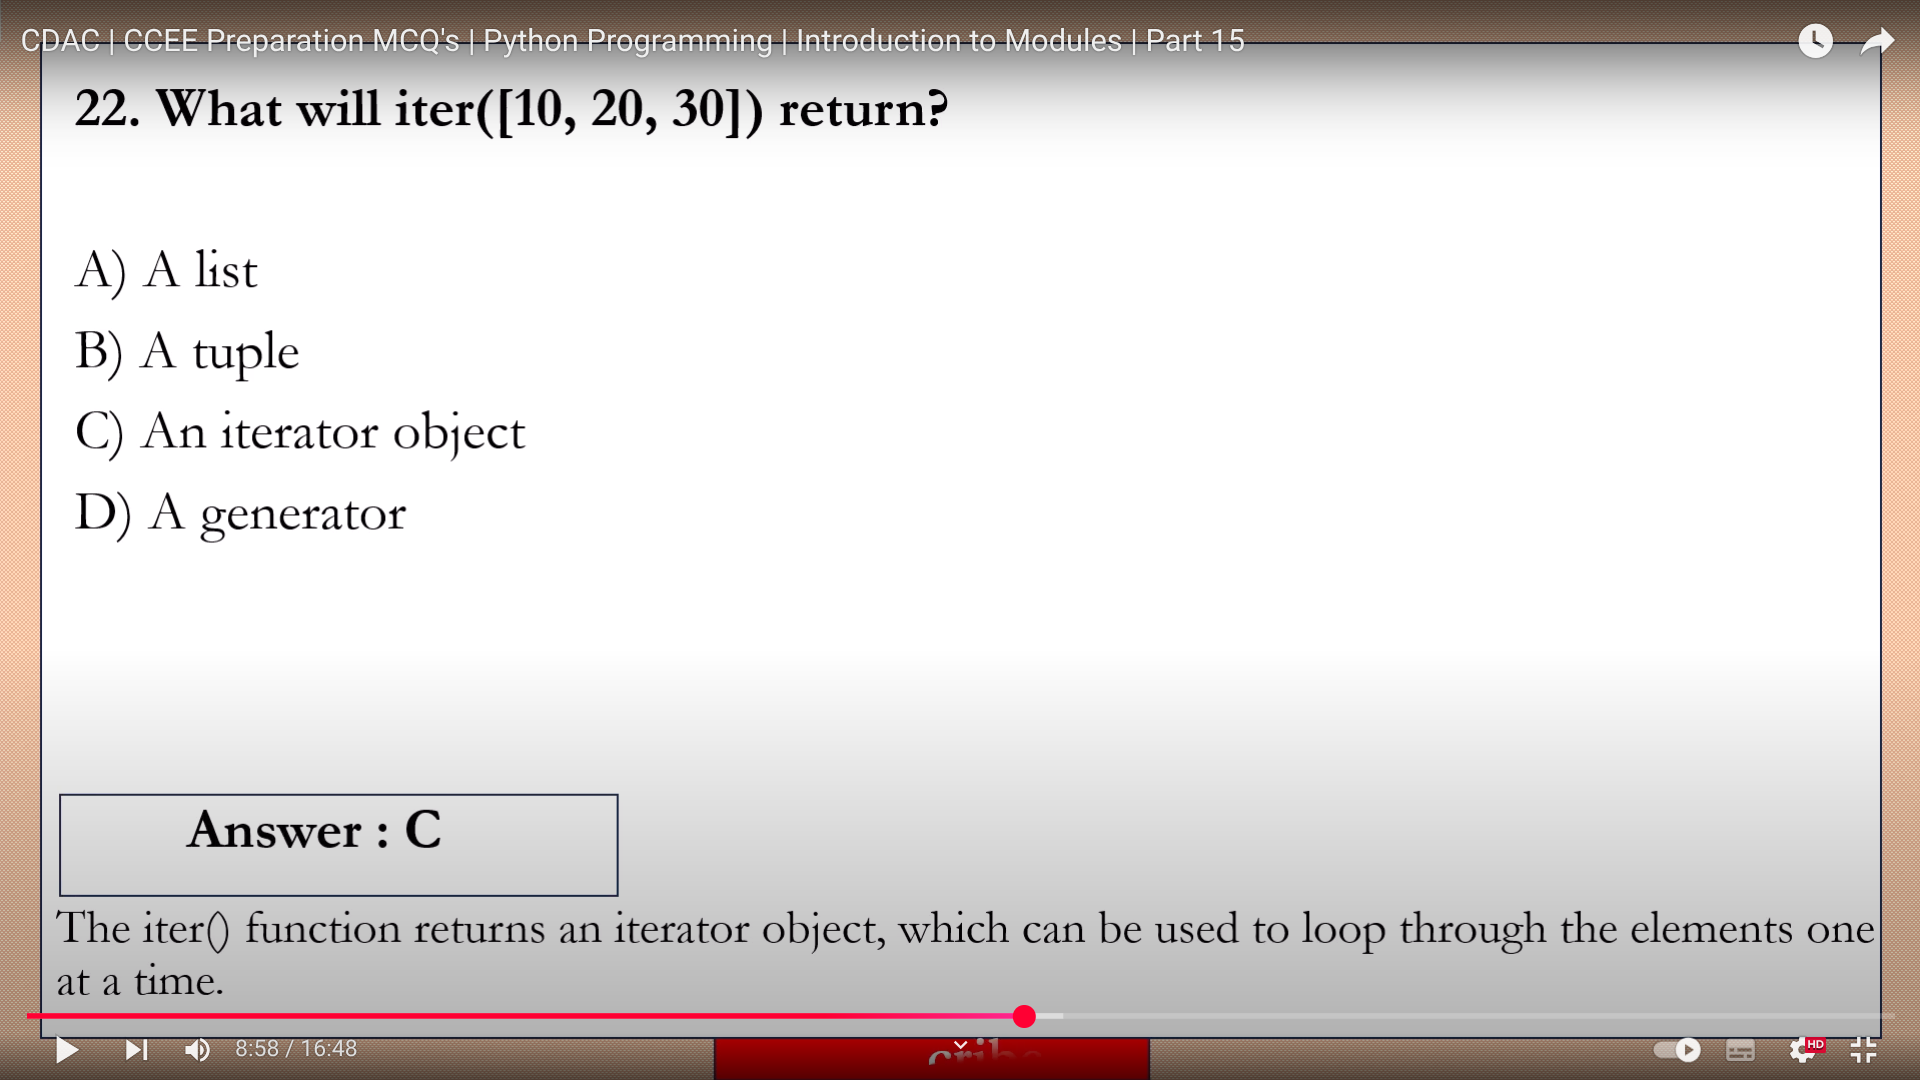 CDAC | CCEE Preparation MCQ's | Python Programming | Introduction to Modules | Part 15
22. What will iter([10, 20, 30]) return?
A) A list
B) A tuple
C) An iterator object
D) A generator
Answer : C
The iter() function returns an iterator object, which can be used to loop through the elements one
at a time.
8:58 / 16:48
HD